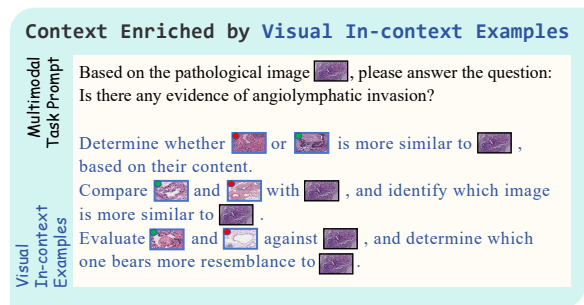 Context Enriched by Visual In-context Examples
Multimodal
Task Prompt
Based on the pathological image , please answer the question:
Is there any evidence of angiolymphatic invasion?
Visual
In-context
Examples
Determine whether or is more similar to ,
based on their content.
Compare and with , and identify which image
is more similar to .
Evaluate and against , and determine which
one bears more resemblance to .